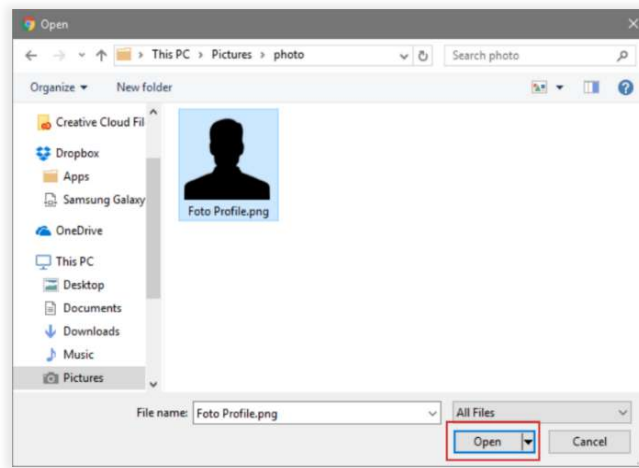 Open
This PC > Pictures > photo
Search photo
Organize
New folder
Creative Cloud Fil
Dropbox
Apps
Samsung Galaxy
OneDrive
This PC
Desktop
Documents
Downloads
Music
Pictures
Foto Profile.png
File name: Foto Profile.png
All Files
Open
Cancel